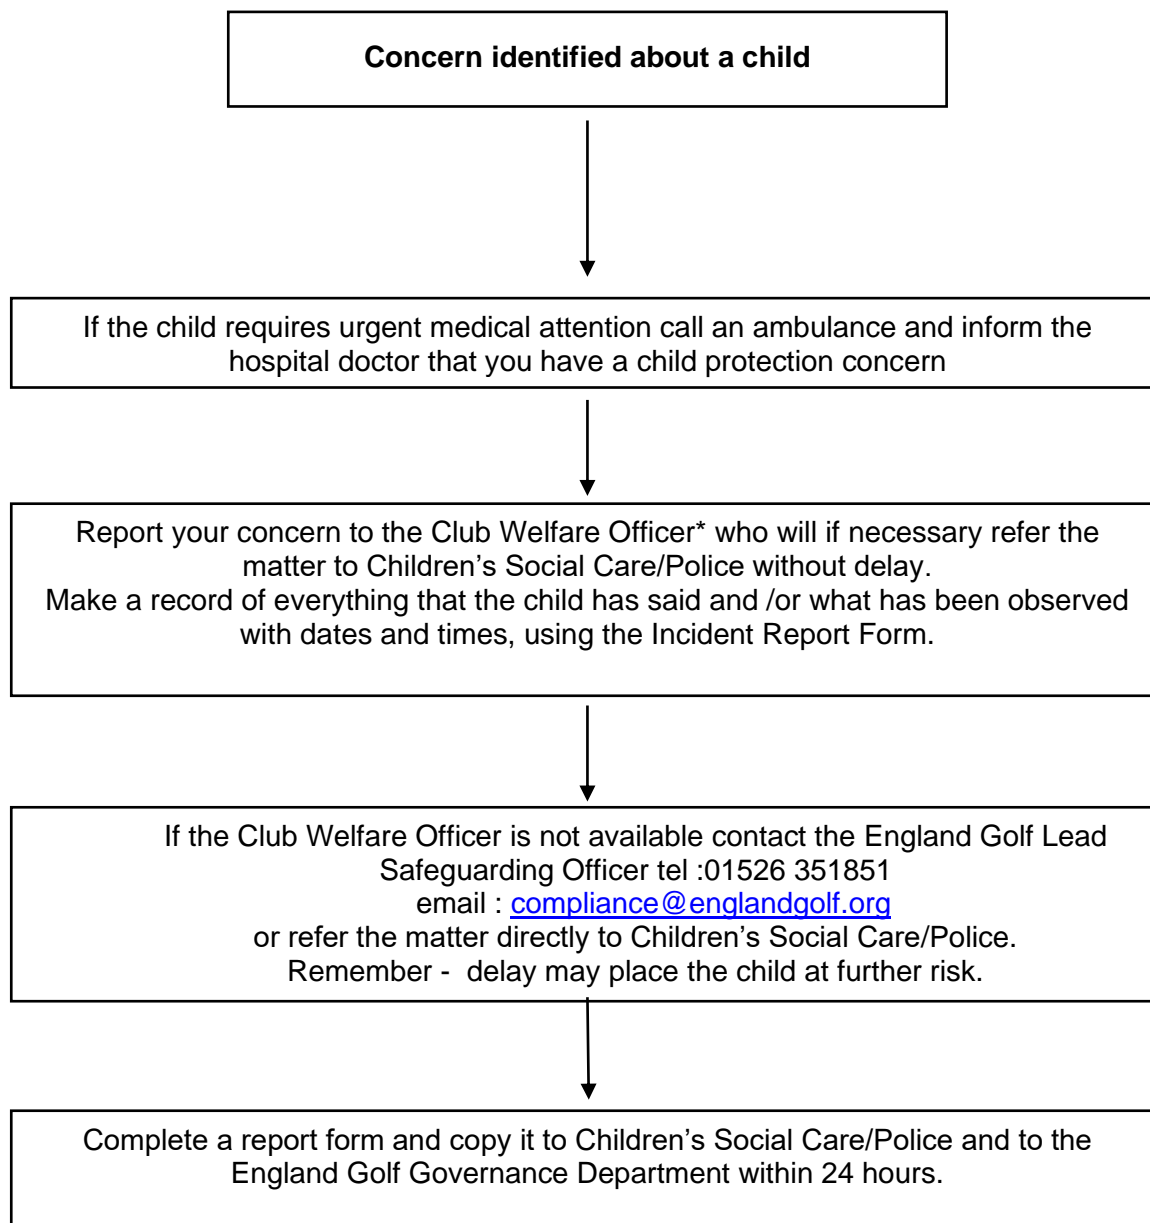 Concern identified about a child
If the child requires urgent medical attention call an ambulance and inform the
hospital doctor that you have a child protection concern
Report your concern to the Club Welfare Officer* who will if necessary refer the
matter to Children’s Social Care/Police without delay.
Make a record of everything that the child has said and /or what has been observed
with dates and times, using the Incident Report Form.
If the Club Welfare Officer is not available contact the England Golf Lead
Safeguarding Officer tel :01526 351851
email : compliance@englandgolf.org
or refer the matter directly to Children’s Social Care/Police.
Remember -  delay may place the child at further risk.
Complete a report form and copy it to Children’s Social Care/Police and to the
England Golf Governance Department within 24 hours.